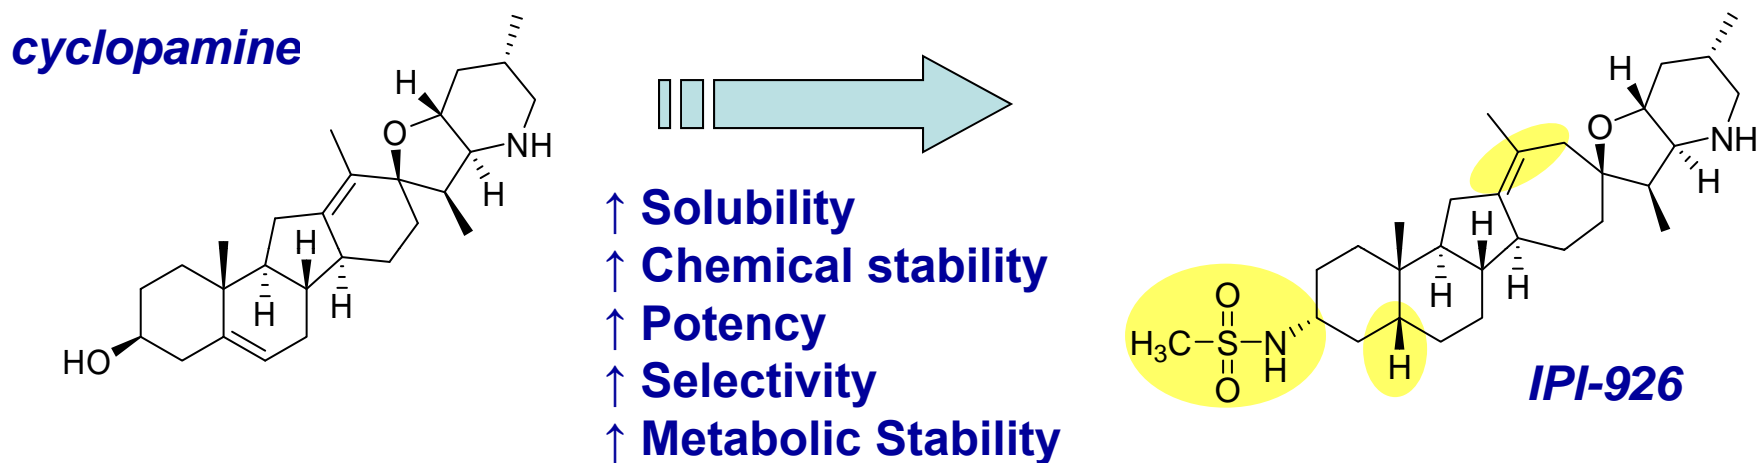 cyclopamine
H
O
NH
H
H
H
H
HO
↑ Solubility
↑ Chemical stability
↑ Potency
↑ Selectivity
↑ Metabolic Stability
H
O
NH
H
H
H
H
O
H₃C-S-N
H
O
H
IPI-926